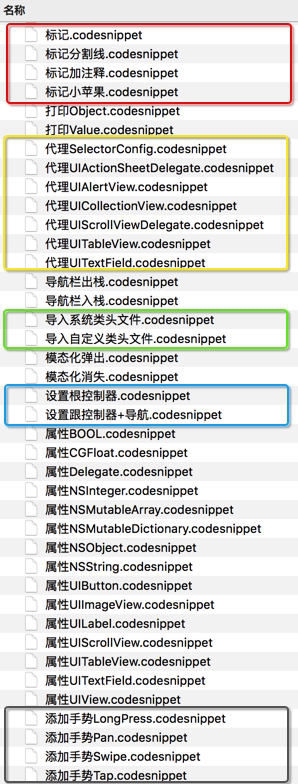 名称
标记.codesnippet
标记分割线.codesnippet
标记加注释.codesnippet
标记小苹果.codesnippet
打印Object.codesnippet
打印Value.codesnippet
代理SelectorConfig.codesnippet
代理UIActionSheetDelegate.codesnippet
代理UIAlertView.codesnippet
代理UICollectionView.codesnippet
代理UIScrollViewDelegate.codesnippet
代理UITableView.codesnippet
代理UITextField.codesnippet
导航栏出栈.codesnippet
导航栏入栈.codesnippet
导入系统类头文件.codesnippet
导入自定义类头文件.codesnippet
模态化弹出.codesnippet
模态化消失.codesnippet
设置根控制器.codesnippet
设置跟控制器+导航.codesnippet
属性BOOL.codesnippet
属性CGFloat.codesnippet
属性Delegate.codesnippet
属性NSInteger.codesnippet
属性NSMutableArray.codesnippet
属性NSMutableDictionary.codesnippet
属性NSObject.codesnippet
属性NSString.codesnippet
属性UIButton.codesnippet
属性UIImageView.codesnippet
属性UILabel.codesnippet
属性UIScrollView.codesnippet
属性UITableView.codesnippet
属性UITextField.codesnippet
属性UIView.codesnippet
添加手势LongPress.codesnippet
添加手势Pan.codesnippet
添加手势Swipe.codesnippet
添加手势Tap.codesnippet